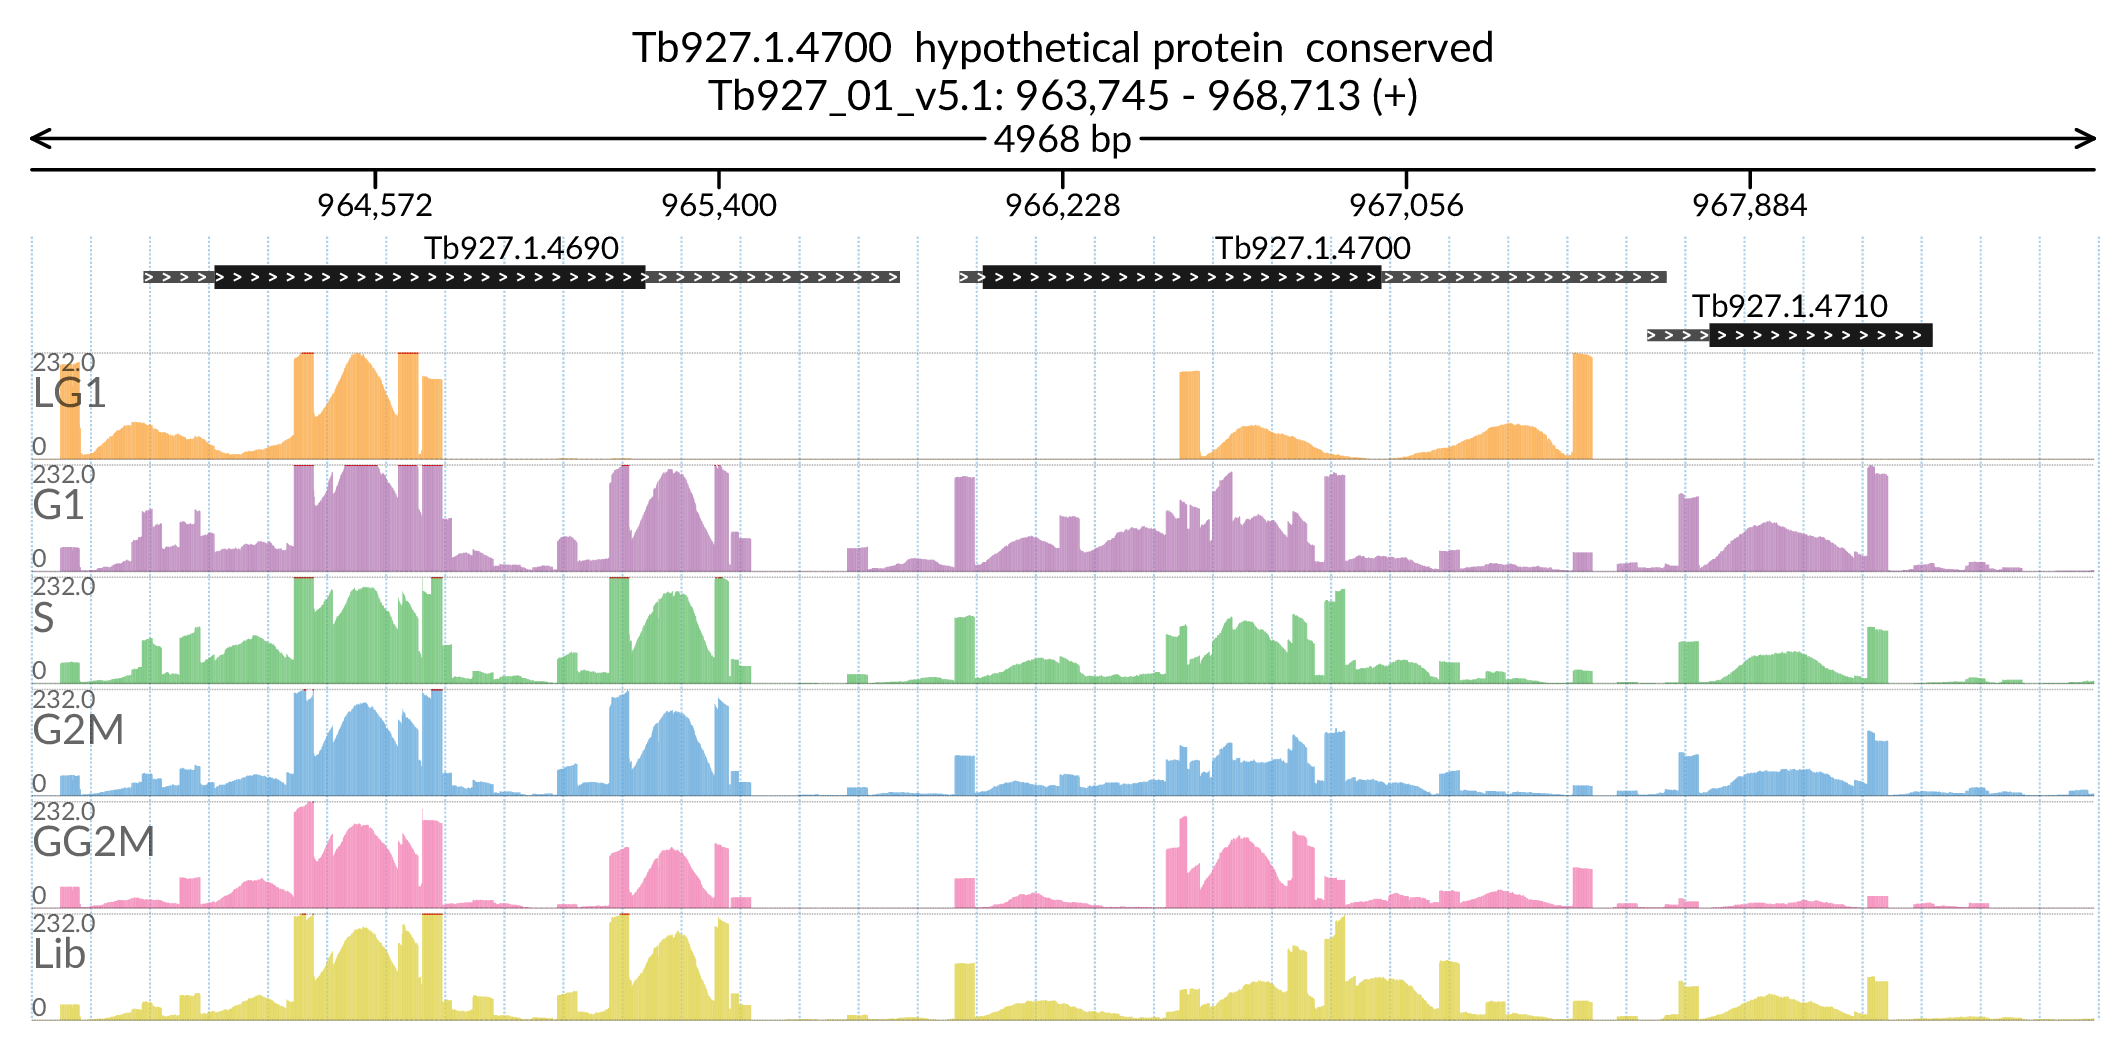 Tb927.1.4700  hypothetical protein  conserved
Tb927_01_v5.1: 963,745 - 968,713 (+)
4968 bp
964,572 965,400 966,228 967,056 967,884
Tb927.1.4690 Tb927.1.4700
Tb927.1.4710
232.0
LG1
0
232.0
G1
0
232.0
S
0
232.0
G2M
0
232.0
GG2M
0
232.0
Lib
0